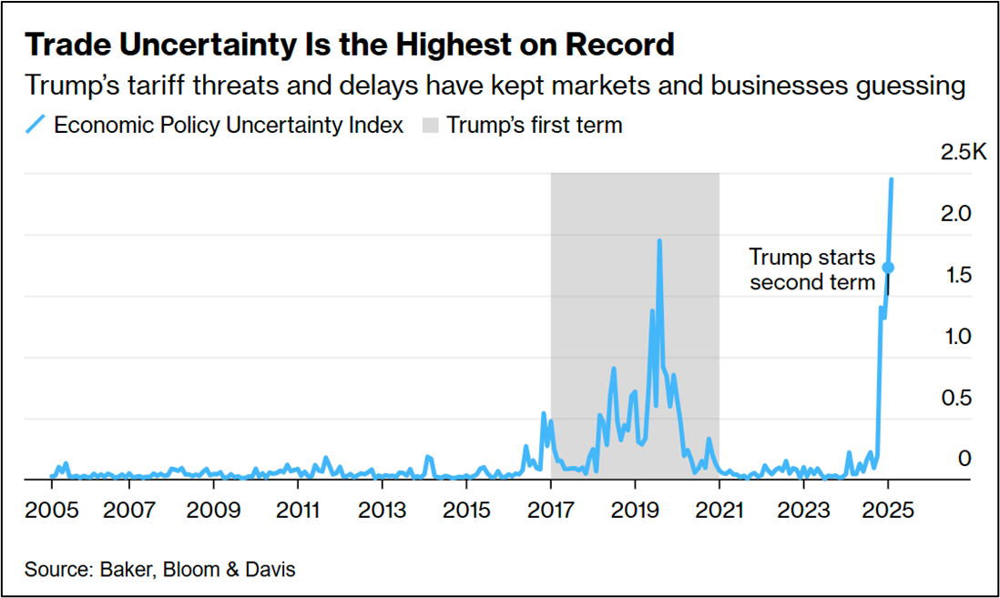 Trade Uncertainty Is the Highest on Record
Trump's tariff threats and delays have kept markets and businesses guessing
Economic Policy Uncertainty Index Trump's first term
2.5K
2.0
Trump starts
second term
1.5
1.0
0.5
0
2005 2007 2009 2011 2013 2015 2017 2019 2021 2023 2025
Source: Baker, Bloom & Davis